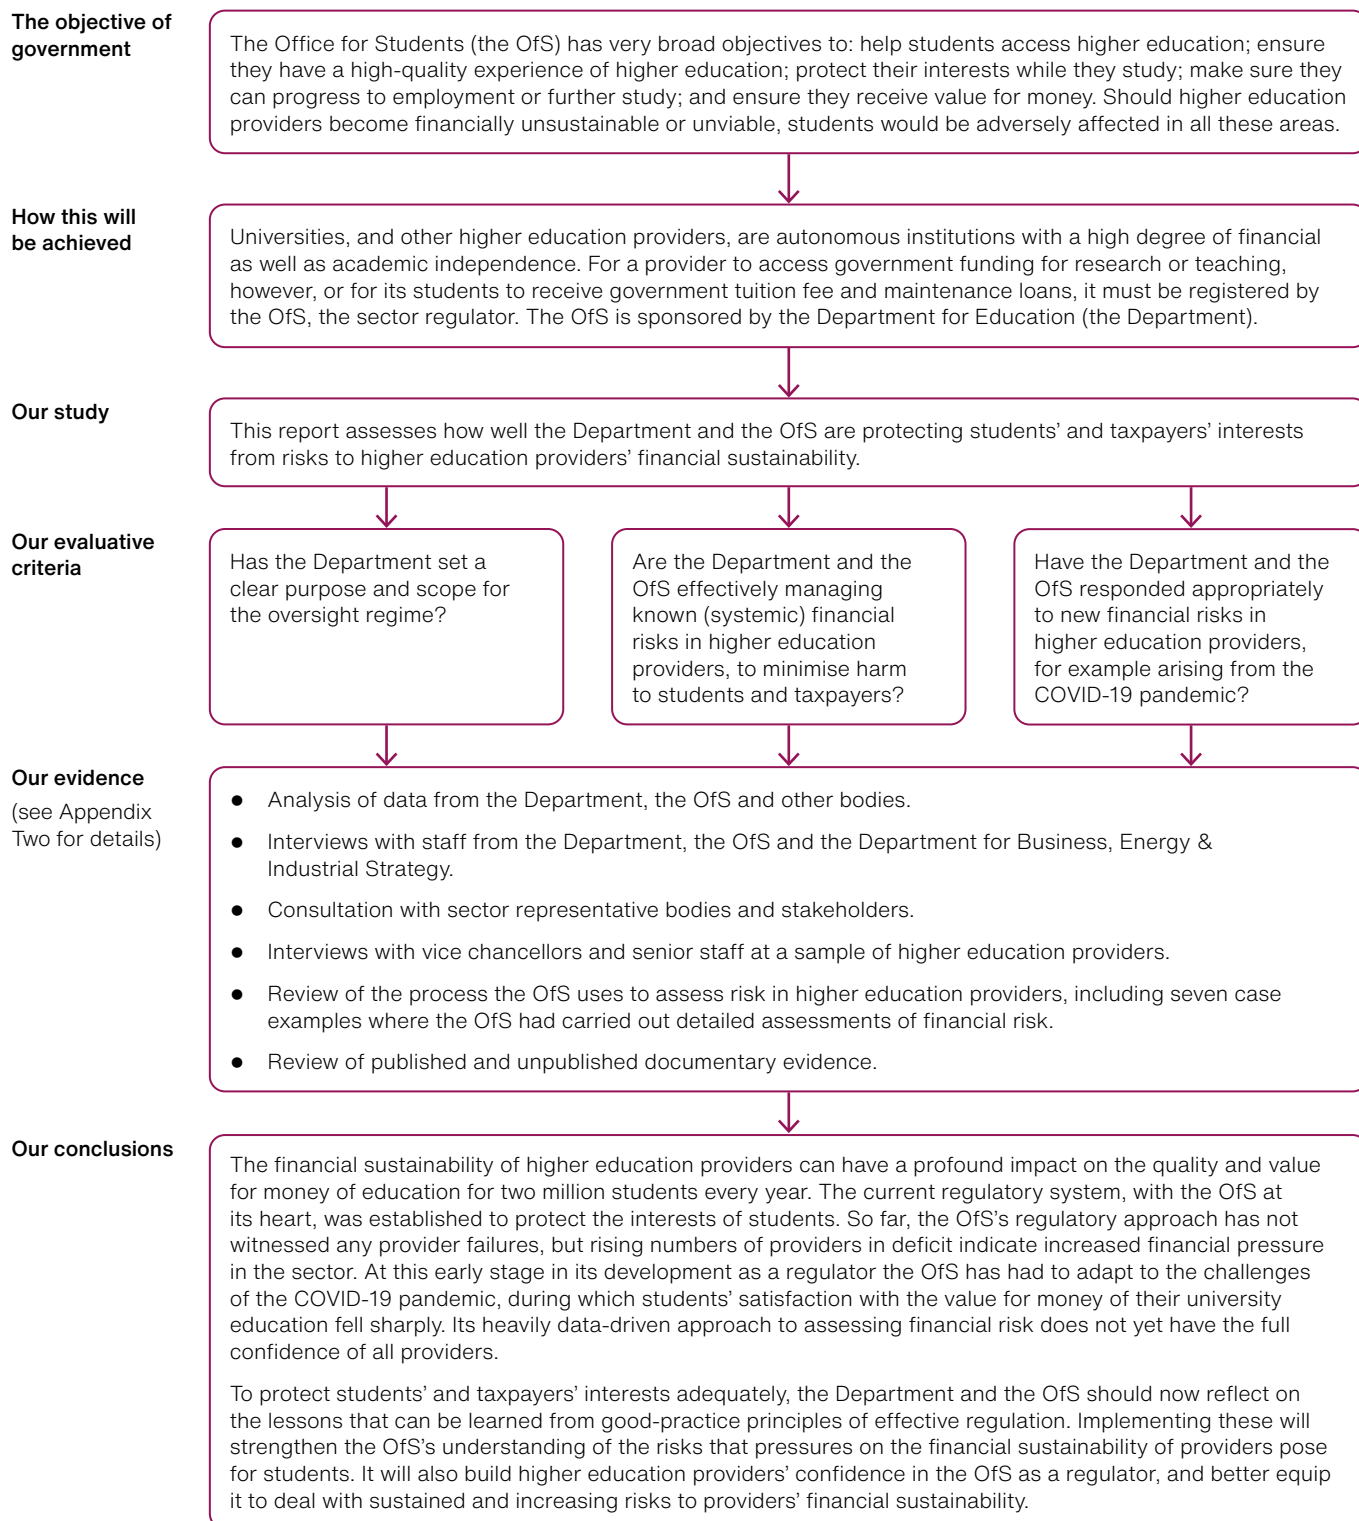 The objective of
government
The Office for Students (the OfS) has very broad objectives to: help students access higher education; ensure
they have a high-quality experience of higher education; protect their interests while they study; make sure they
can progress to employment or further study; and ensure they receive value for money. Should higher education
providers become financially unsustainable or unviable, students would be adversely affected in all these areas.
How this will
be achieved
Universities, and other higher education providers, are autonomous institutions with a high degree of financial
as well as academic independence. For a provider to access government funding for research or teaching,
however, or for its students to receive government tuition fee and maintenance loans, it must be registered by
the OfS, the sector regulator. The OfS is sponsored by the Department for Education (the Department).
Our study
This report assesses how well the Department and the OfS are protecting students’ and taxpayers’ interests
from risks to higher education providers’ financial sustainability.
Our evaluative
criteria
Has the Department set a
clear purpose and scope for
the oversight regime?
Are the Department and the
OfS effectively managing
known (systemic) financial
risks in higher education
providers, to minimise harm
to students and taxpayers?
Have the Department and the
OfS responded appropriately
to new financial risks in
higher education providers,
for example arising from the
COVID-19 pandemic?
Our evidence
(see Appendix
Two for details)
● Analysis of data from the Department, the OfS and other bodies.
● Interviews with staff from the Department, the OfS and the Department for Business, Energy &
Industrial Strategy.
● Consultation with sector representative bodies and stakeholders.
● Interviews with vice chancellors and senior staff at a sample of higher education providers.
● Review of the process the OfS uses to assess risk in higher education providers, including seven case
examples where the OfS had carried out detailed assessments of financial risk.
● Review of published and unpublished documentary evidence.
Our conclusions
The financial sustainability of higher education providers can have a profound impact on the quality and value
for money of education for two million students every year. The current regulatory system, with the OfS at
its heart, was established to protect the interests of students. So far, the OfS’s regulatory approach has not
witnessed any provider failures, but rising numbers of providers in deficit indicate increased financial pressure
in the sector. At this early stage in its development as a regulator the OfS has had to adapt to the challenges
of the COVID-19 pandemic, during which students’ satisfaction with the value for money of their university
education fell sharply. Its heavily data-driven approach to assessing financial risk does not yet have the full
confidence of all providers.
To protect students’ and taxpayers’ interests adequately, the Department and the OfS should now reflect on
the lessons that can be learned from good-practice principles of effective regulation. Implementing these will
strengthen the OfS’s understanding of the risks that pressures on the financial sustainability of providers pose
for students. It will also build higher education providers’ confidence in the OfS as a regulator, and better equip
it to deal with sustained and increasing risks to providers’ financial sustainability.